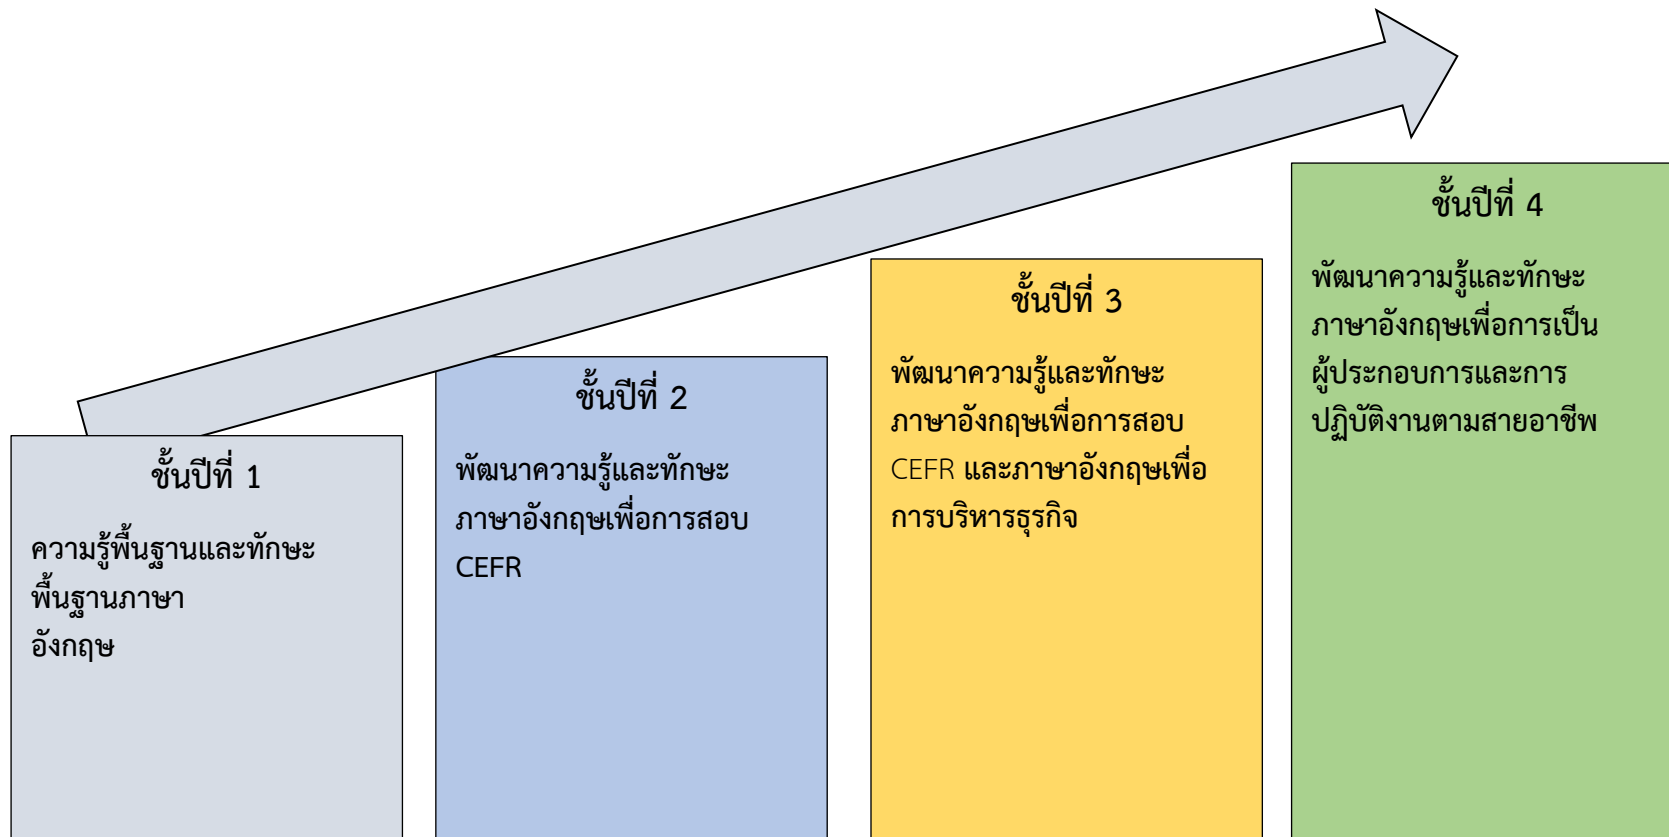 ชั้นปีที่ 1
ความรู้พื้นฐานและทักษะ
พื้นฐานภาษา
อังกฤษ
ชั้นปีที่ 2
พัฒนาความรู้และทักษะ
ภาษาอังกฤษเพื่อการสอบ
CEFR
ชั้นปีที่ 3
พัฒนาความรู้และทักษะ
ภาษาอังกฤษเพื่อการสอบ
CEFR และภาษาอังกฤษเพื่อ
การบริหารธุรกิจ
ชั้นปีที่ 4
พัฒนาความรู้และทักษะ
ภาษาอังกฤษเพื่อการเป็น
ผู้ประกอบการและการ
ปฏิบัติงานตามสายอาชีพ